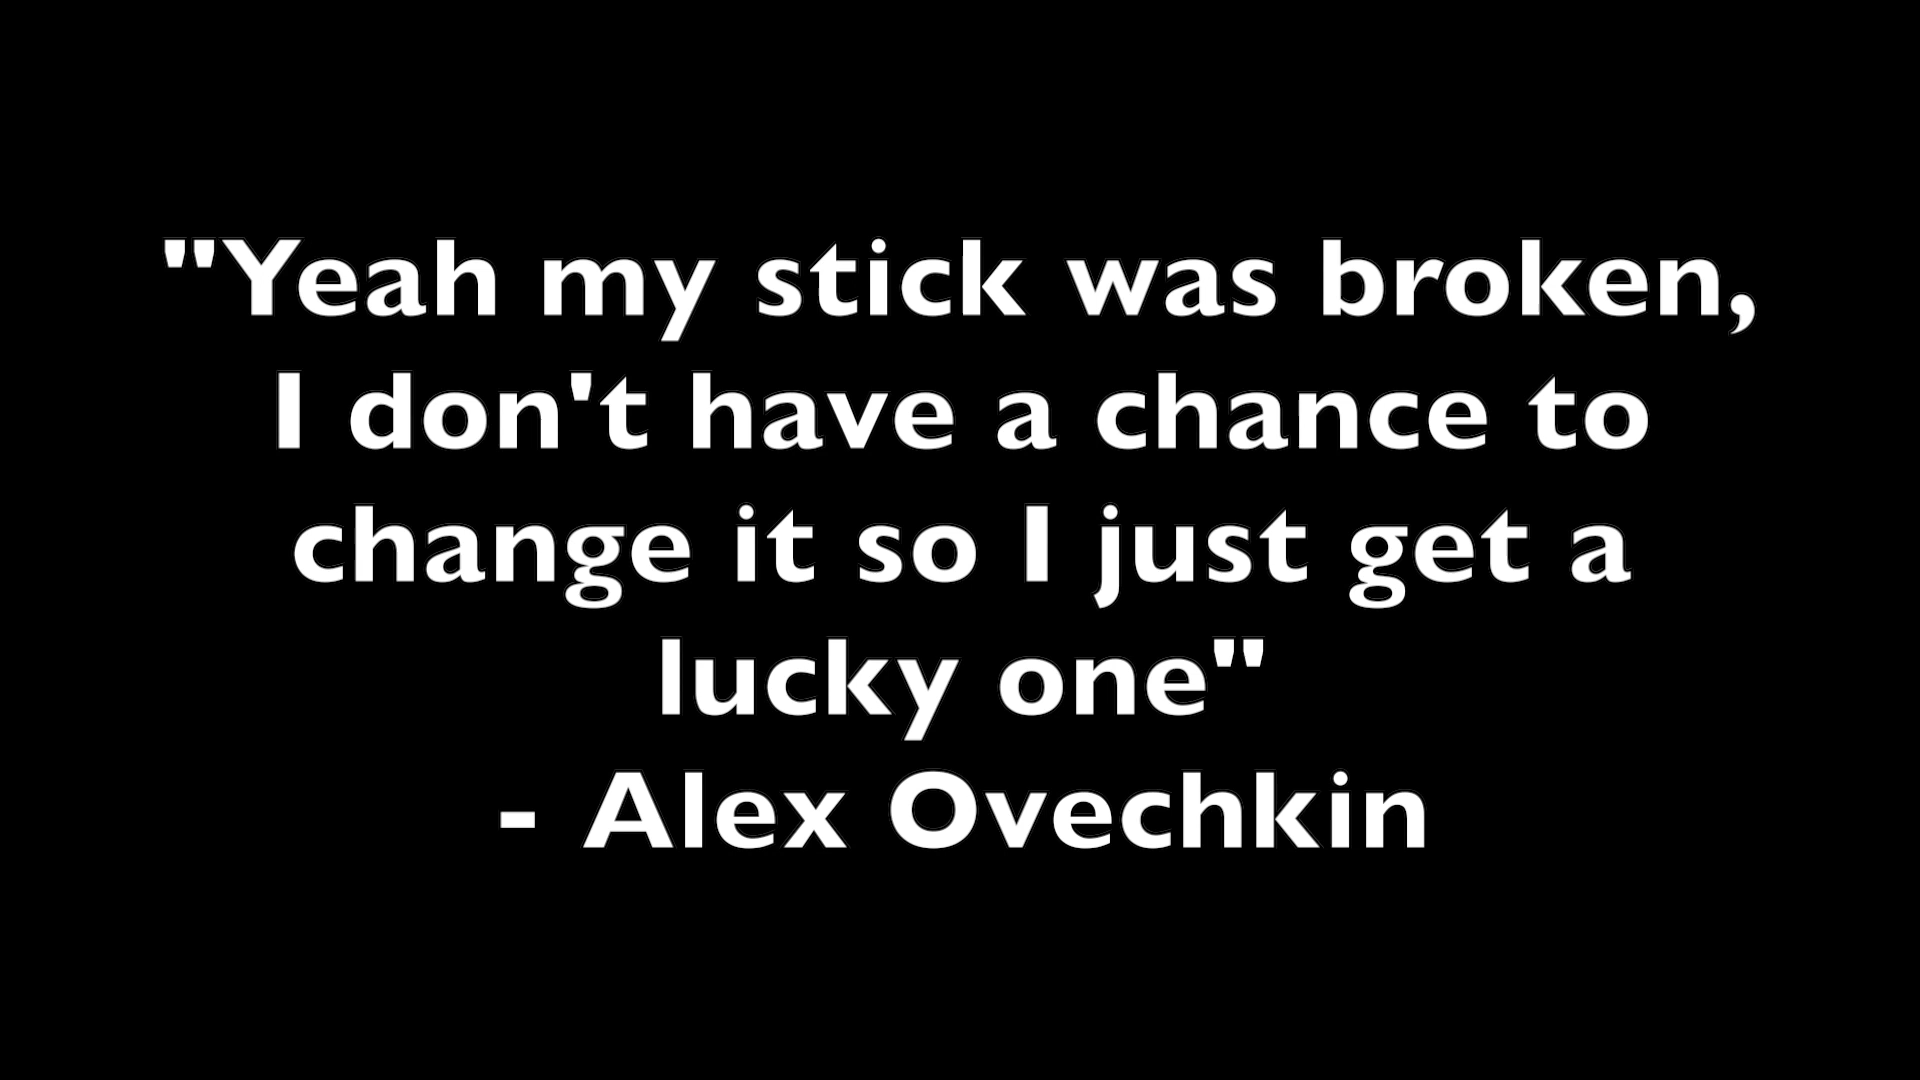 "Yeah my stick was broken,
I don't have a chance to
change it so I just get a
lucky one"
- Alex Ovechkin